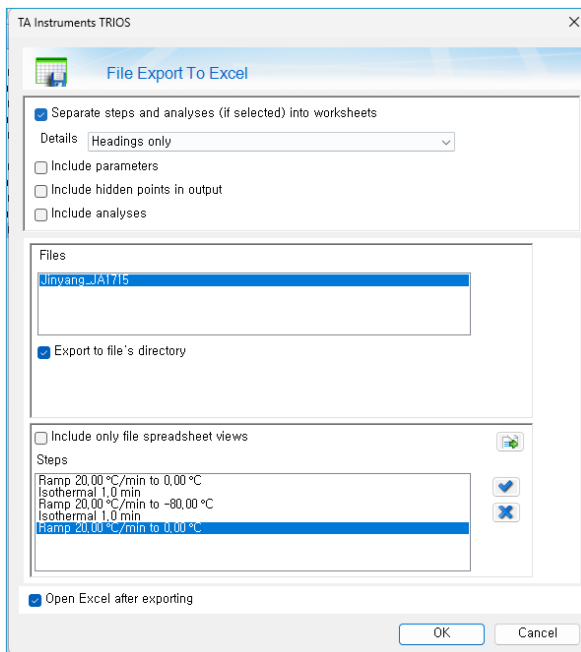 TA Instruments TRIOS
File Export To Excel
Separate steps and analyses (if selected) into worksheets
Details Headings only
Include parameters
Include hidden points in output
Include analyses
Files
Jinyang_JA1715
Export to file's directory
Include only file spreadsheet views
Steps
Ramp 20,00 °C/min to 0,00 °C
Isothermal 1,0 min
Ramp 20,00 °C/min to -80,00 °C
Isothermal 1,0 min
Ramp 20,00 °C/min to 0,00 °C
Open Excel after exporting
OK Cancel